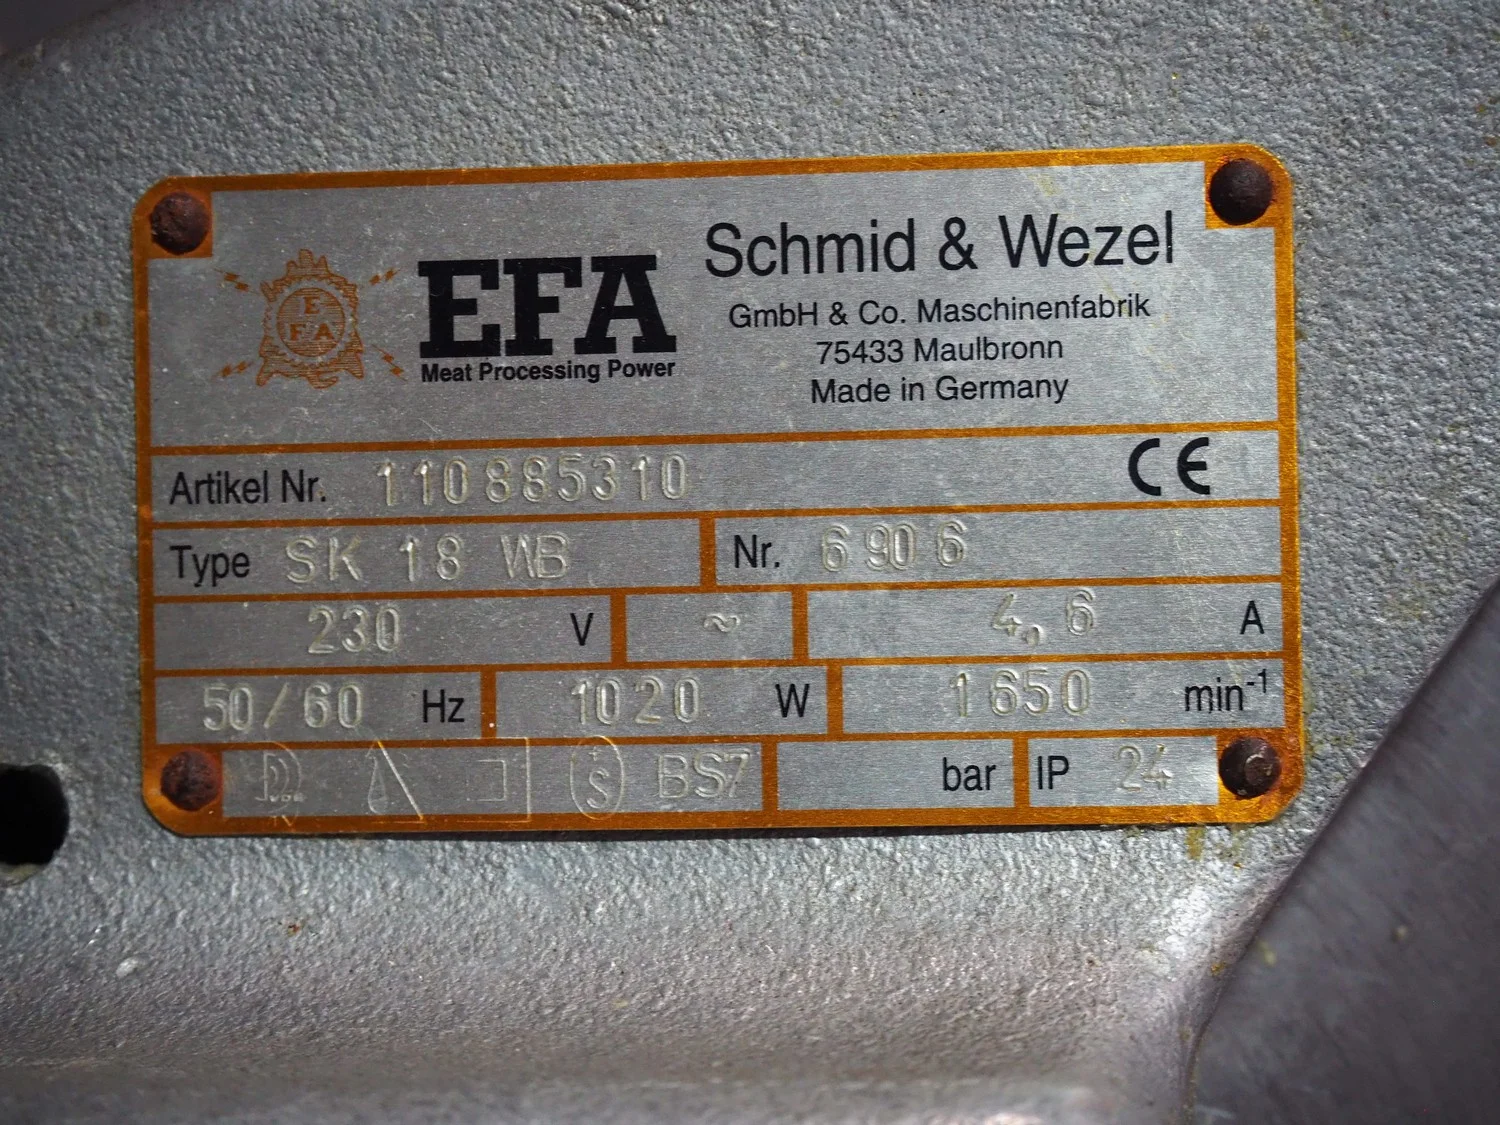 E
FA
EFA
Meat Processing Power
Schmid & Wezel
GmbH & Co. Maschinenfabrik
75433 Maulbronn
Made in Germany
Artikel Nr. 110885310 CE
Type SK 18 WB Nr. 6906
230 V ~ 4,6 A
50/60 Hz 1020 W 1650 min⁻¹
+S BS7 bar IP 24